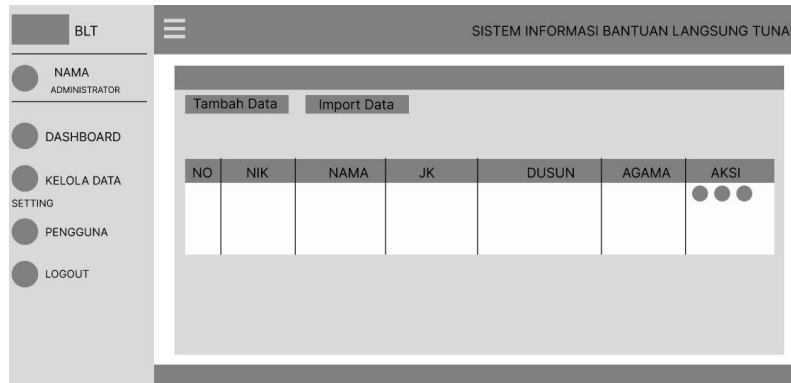 BLT
SISTEM INFORMASI BANTUAN LANGSUNG TUNA
NAMA
ADMINISTRATOR
DASHBOARD
KELOLA DATA
SETTING
PENGGUNA
LOGOUT
Tambah Data Import Data
NO NIK NAMA JK DUSUN AGAMA AKSI